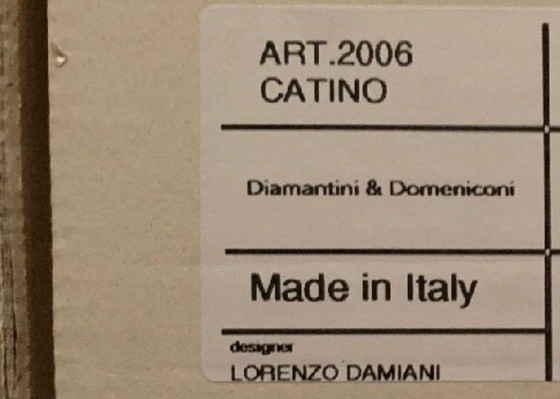 ART.2006
CATINO
Diamantini & Domeniconi
Made in Italy
designer
LORENZO DAMIANI